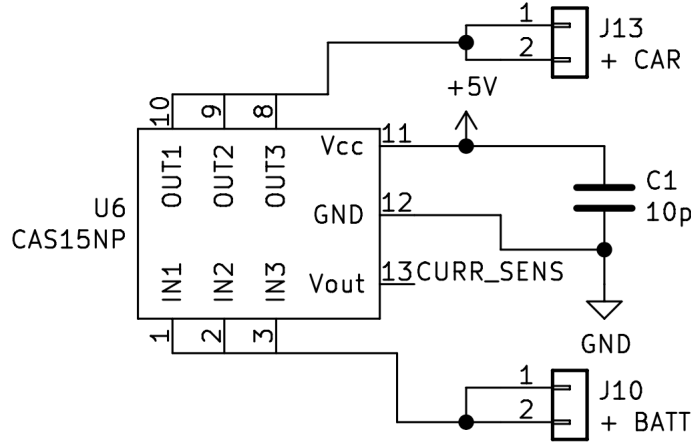 1
J13
2
+ CAR
+5V
10
9
8
11
OUT1
OUT2
OUT3
Vcc
C1
10p
U6
CAS15NP
GND
12
IN1
IN2
IN3
Vout
13
CURR_SENS
1
2
3
GND
1
J10
2
+ BATT